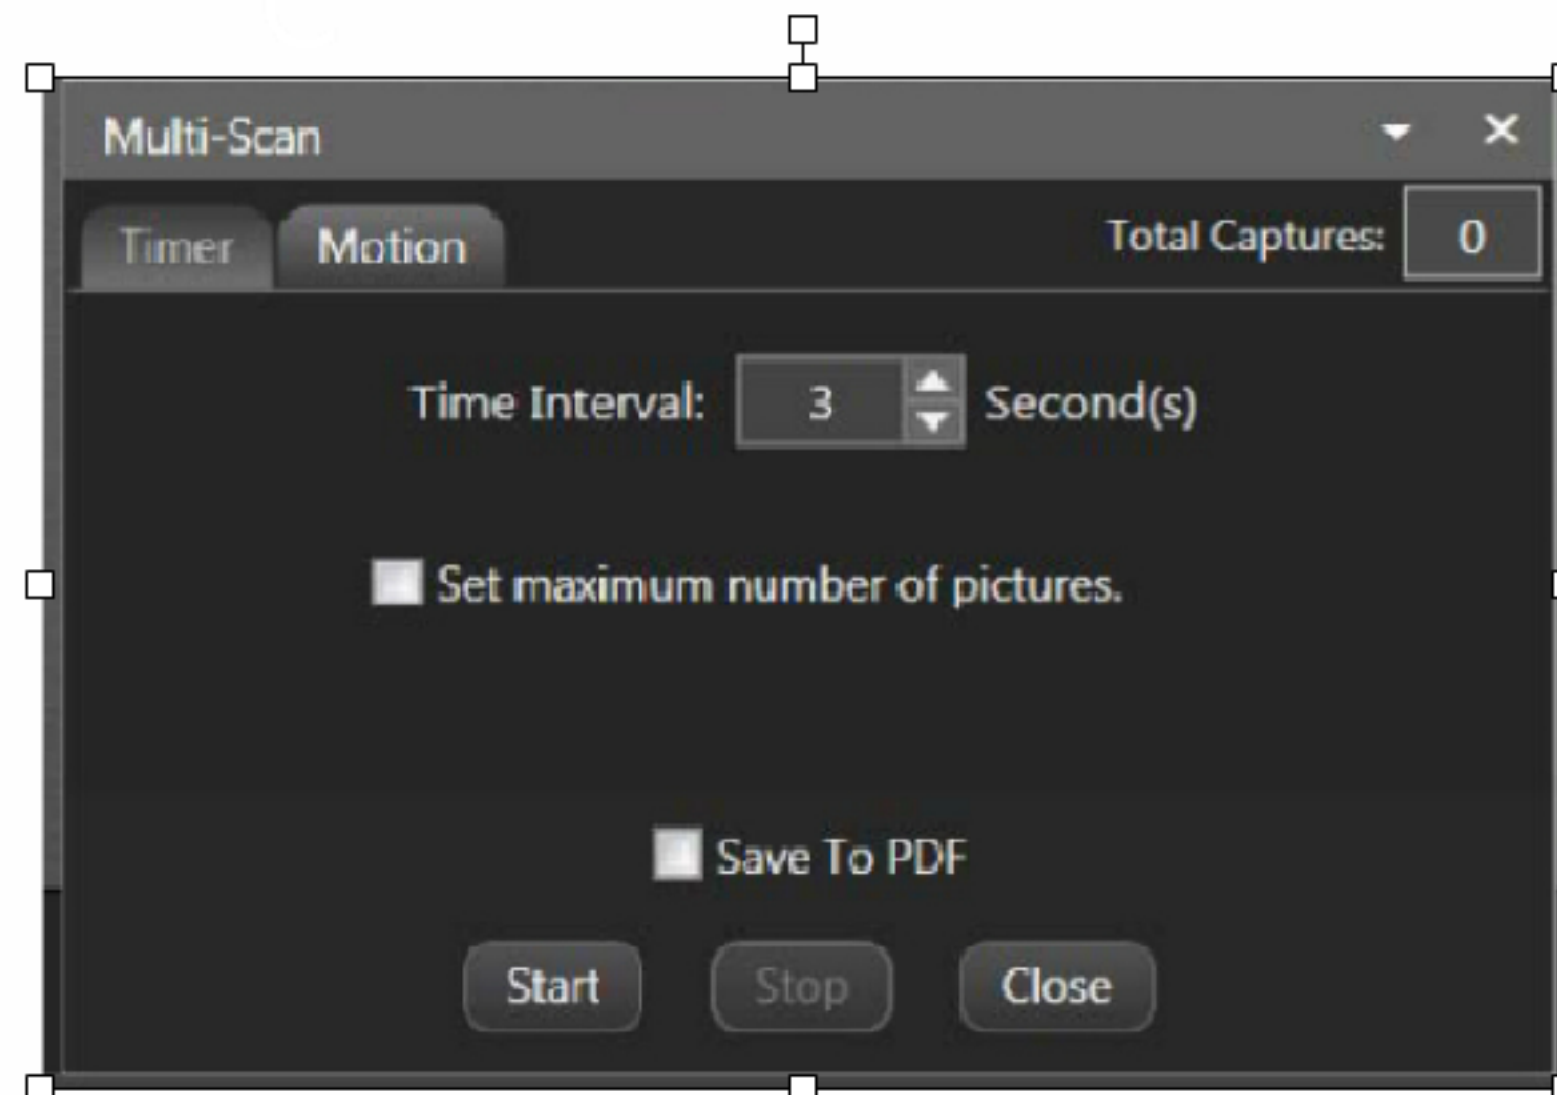 Multi-Scan
Timer Motion Total Captures: 0
Time Interval: 3 Second(s)
Set maximum number of pictures.
Save To PDF
Start Stop Close